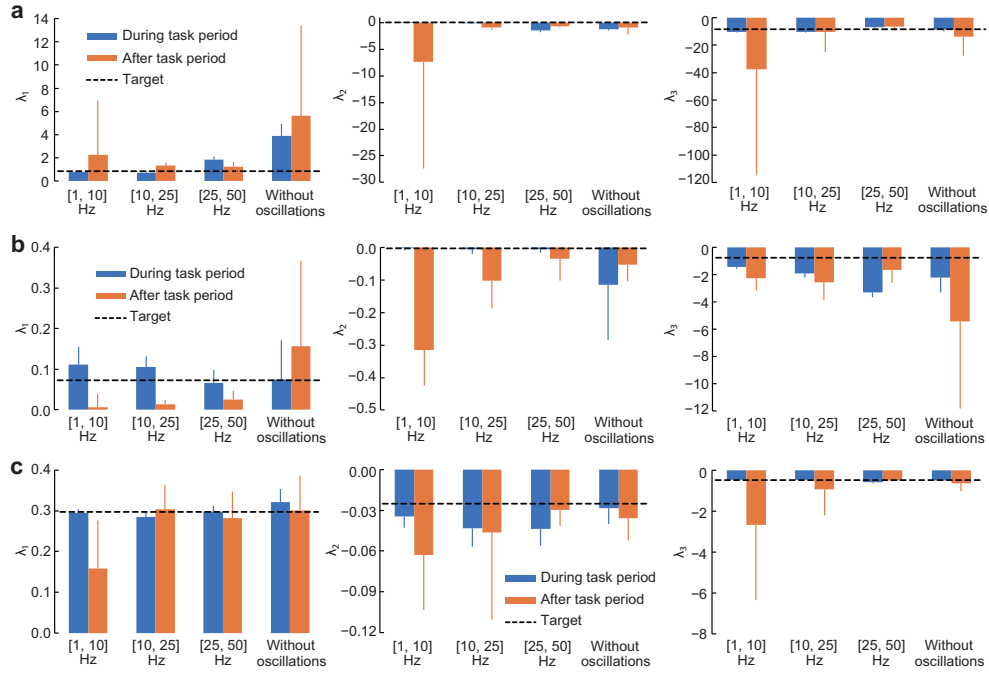 a
14
12
10
8
6
4
2
0
λ1
During task period
After task period
Target
[1, 10]
Hz
[10, 25]
Hz
[25, 50]
Hz
Without
oscillations
0
−5
−10
−15
−20
−25
−30
λ2
[1, 10]
Hz
[10, 25]
Hz
[25, 50]
Hz
Without
oscillations
0
−20
−40
−60
−80
−100
−120
λ3
[1, 10]
Hz
[10, 25]
Hz
[25, 50]
Hz
Without
oscillations
b
0.4
0.3
0.2
0.1
0.0
λ1
During task period
After task period
Target
[1, 10]
Hz
[10, 25]
Hz
[25, 50]
Hz
Without
oscillations
0.0
−0.1
−0.2
−0.3
−0.4
−0.5
λ2
[1, 10]
Hz
[10, 25]
Hz
[25, 50]
Hz
Without
oscillations
0
−2
−4
−6
−8
−10
−12
λ3
[1, 10]
Hz
[10, 25]
Hz
[25, 50]
Hz
Without
oscillations
c
0.4
0.3
0.2
0.1
0.0
λ1
[1, 10]
Hz
[10, 25]
Hz
[25, 50]
Hz
Without
oscillations
0.00
−0.03
−0.06
−0.09
−0.12
λ2
During task period
After task period
Target
[1, 10]
Hz
[10, 25]
Hz
[25, 50]
Hz
Without
oscillations
0
−2
−4
−6
−8
λ3
[1, 10]
Hz
[10, 25]
Hz
[25, 50]
Hz
Without
oscillations